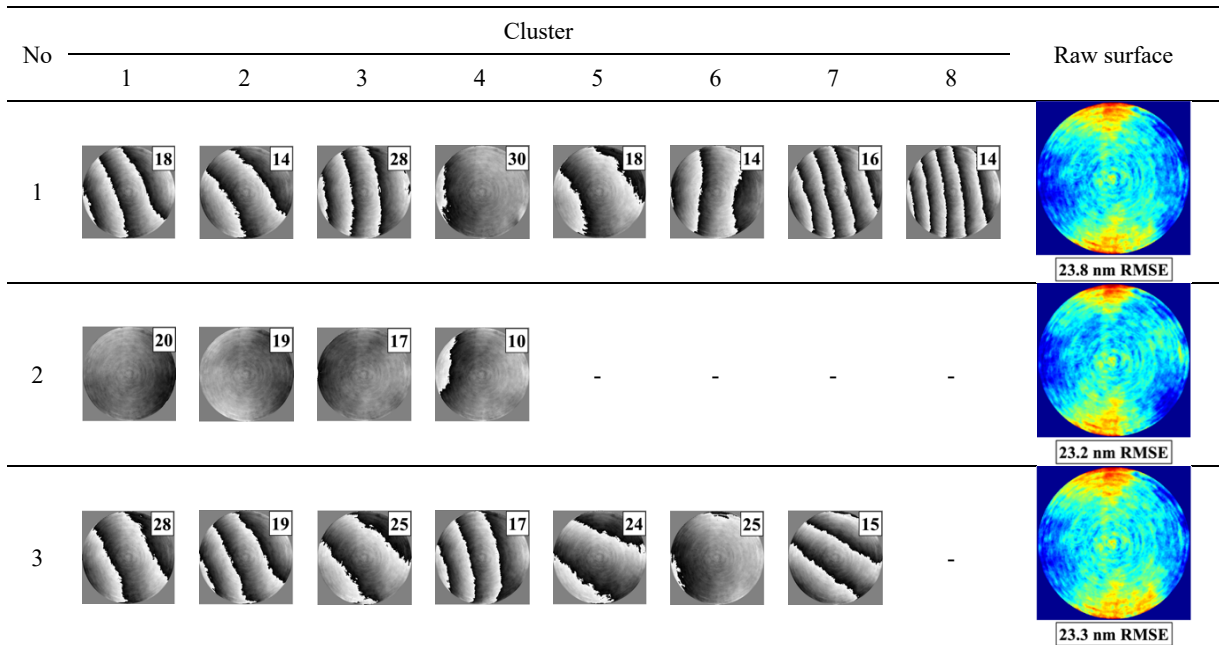 No Cluster Raw surface
1 2 3 4 5 6 7 8
1 18 14 28 30 18 14 16 14
23.8 nm RMSE
2 20 19 17 10 - - - -
23.2 nm RMSE
3 28 19 25 17 24 25 15 -
23.3 nm RMSE